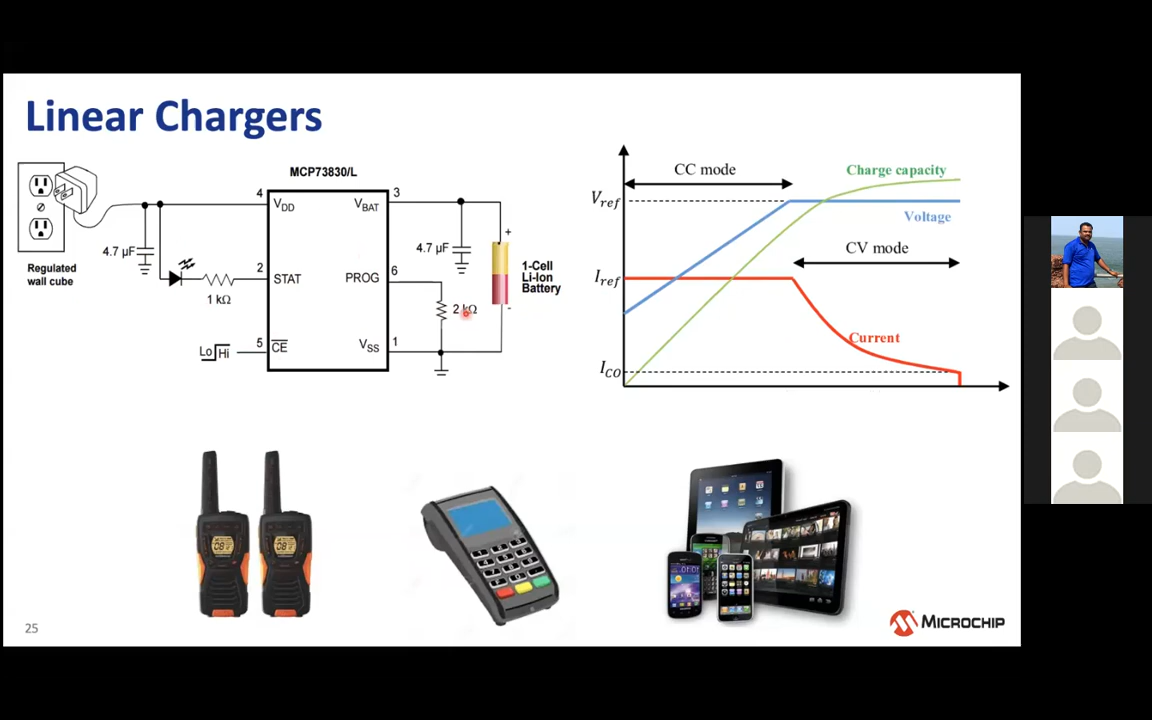 Linear Chargers
MCP73830/L
4
3
V_DD
V_BAT
4.7 µF
4.7 µF
+
Regulated
wall cube
2
6
STAT
PROG
1 kΩ
2 kΩ
1-Cell
Li-Ion
Battery
-
Lo
Hi
5
1
CE
V_SS
CC mode
Charge capacity
V_ref
Voltage
CV mode
I_ref
Current
I_CO
25
MICROCHIP